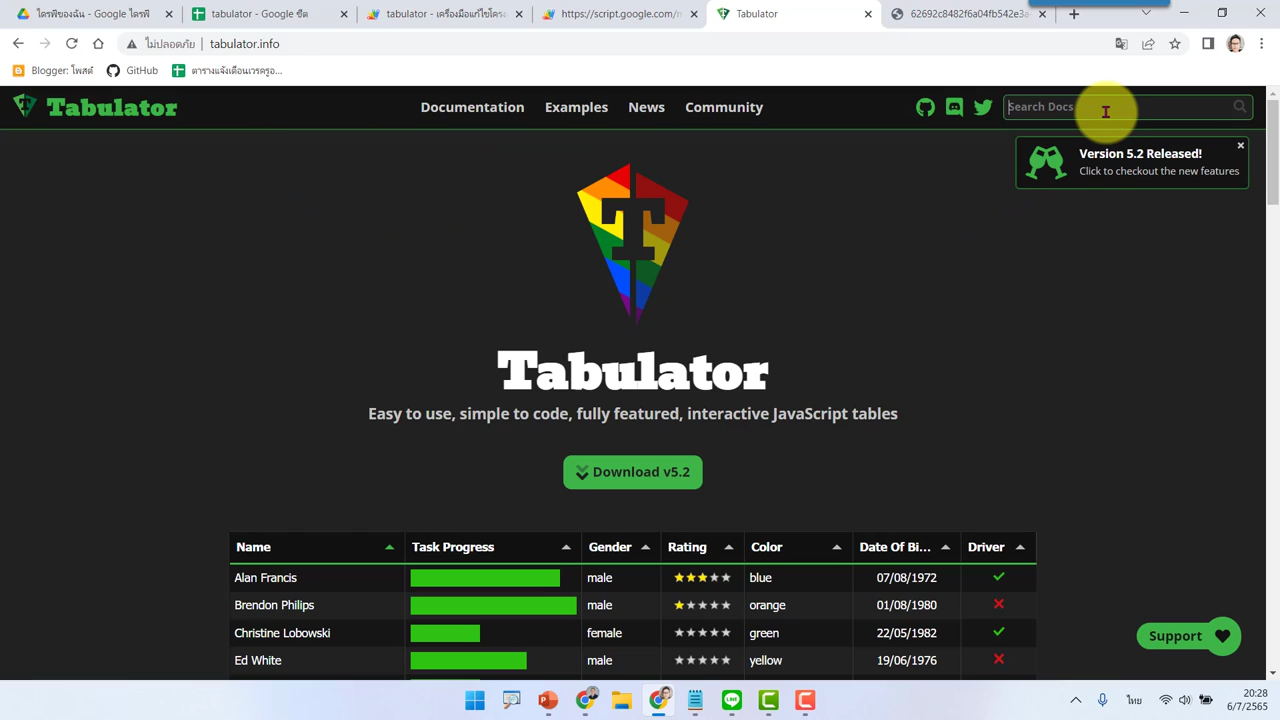 ไดรฟ์ของฉัน - Google ไดรฟ์
tabulator - Google ชีต
tabulator - เครื่องมือแก้ไขโครง
https://script.google.com/m
Tabulator
62692c8482f6a04fb542e3a
ไม่ปลอดภัย | tabulator.info
Blogger: โพสต์
GitHub
ตารางแจ้งเตือนเวรครูอ...
Tabulator
Documentation
Examples
News
Community
Search Docs
Version 5.2 Released!
Click to checkout the new features
Tabulator
Easy to use, simple to code, fully featured, interactive JavaScript tables
Download v5.2
Name Task Progress Gender Rating Color Date Of Bi... Driver
Alan Francis male blue 07/08/1972
Brendon Philips male orange 01/08/1980
Christine Lobowski female green 22/05/1982
Ed White male yellow 19/06/1976
Support
ไทย
20:28
6/7/2565